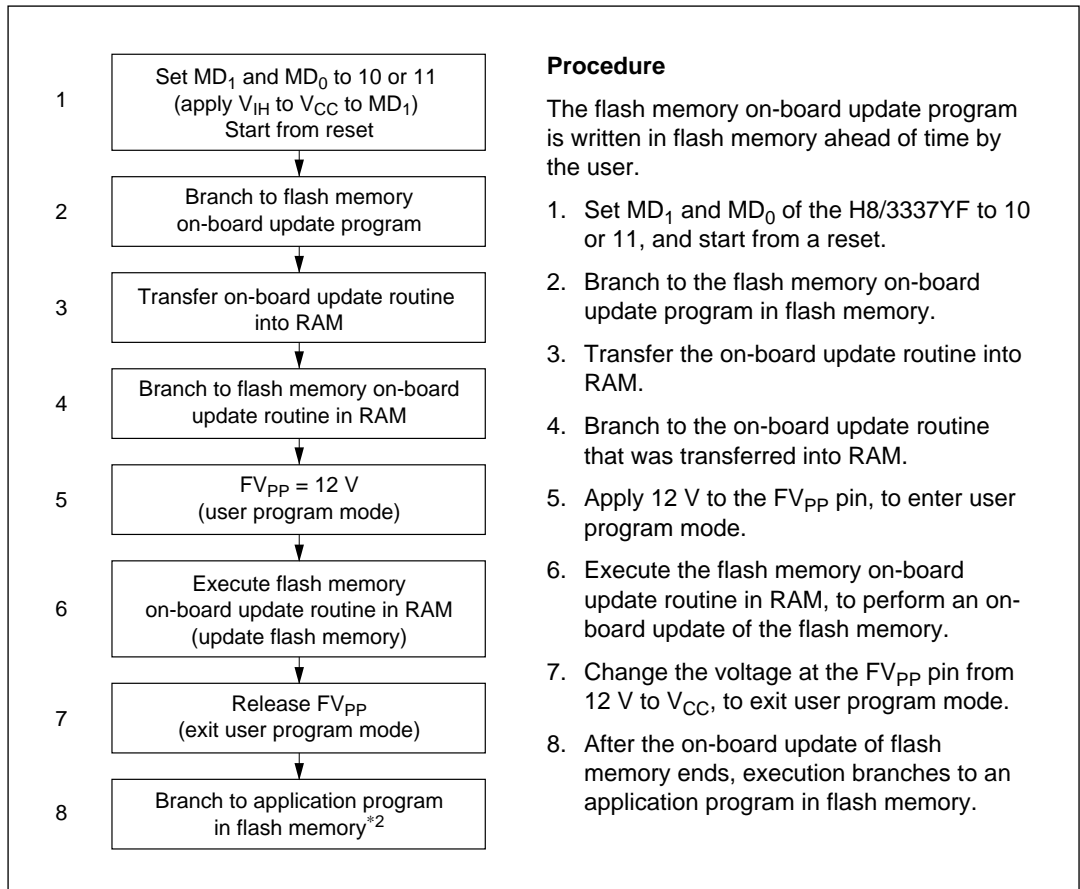 1
Set MD1 and MD0 to 10 or 11
(apply VIH to VCC to MD1)
Start from reset
2
Branch to flash memory
on-board update program
3
Transfer on-board update routine
into RAM
4
Branch to flash memory on-board
update routine in RAM
5
FVPP = 12 V
(user program mode)
6
Execute flash memory
on-board update routine in RAM
(update flash memory)
7
Release FVPP
(exit user program mode)
8
Branch to application program
in flash memory*2
Procedure
The flash memory on-board update program
is written in flash memory ahead of time by
the user.
1. Set MD1 and MD0 of the H8/3337YF to 10
or 11, and start from a reset.
2. Branch to the flash memory on-board
update program in flash memory.
3. Transfer the on-board update routine into
RAM.
4. Branch to the on-board update routine
that was transferred into RAM.
5. Apply 12 V to the FVPP pin, to enter user
program mode.
6. Execute the flash memory on-board
update routine in RAM, to perform an on-
board update of the flash memory.
7. Change the voltage at the FVPP pin from
12 V to VCC, to exit user program mode.
8. After the on-board update of flash
memory ends, execution branches to an
application program in flash memory.